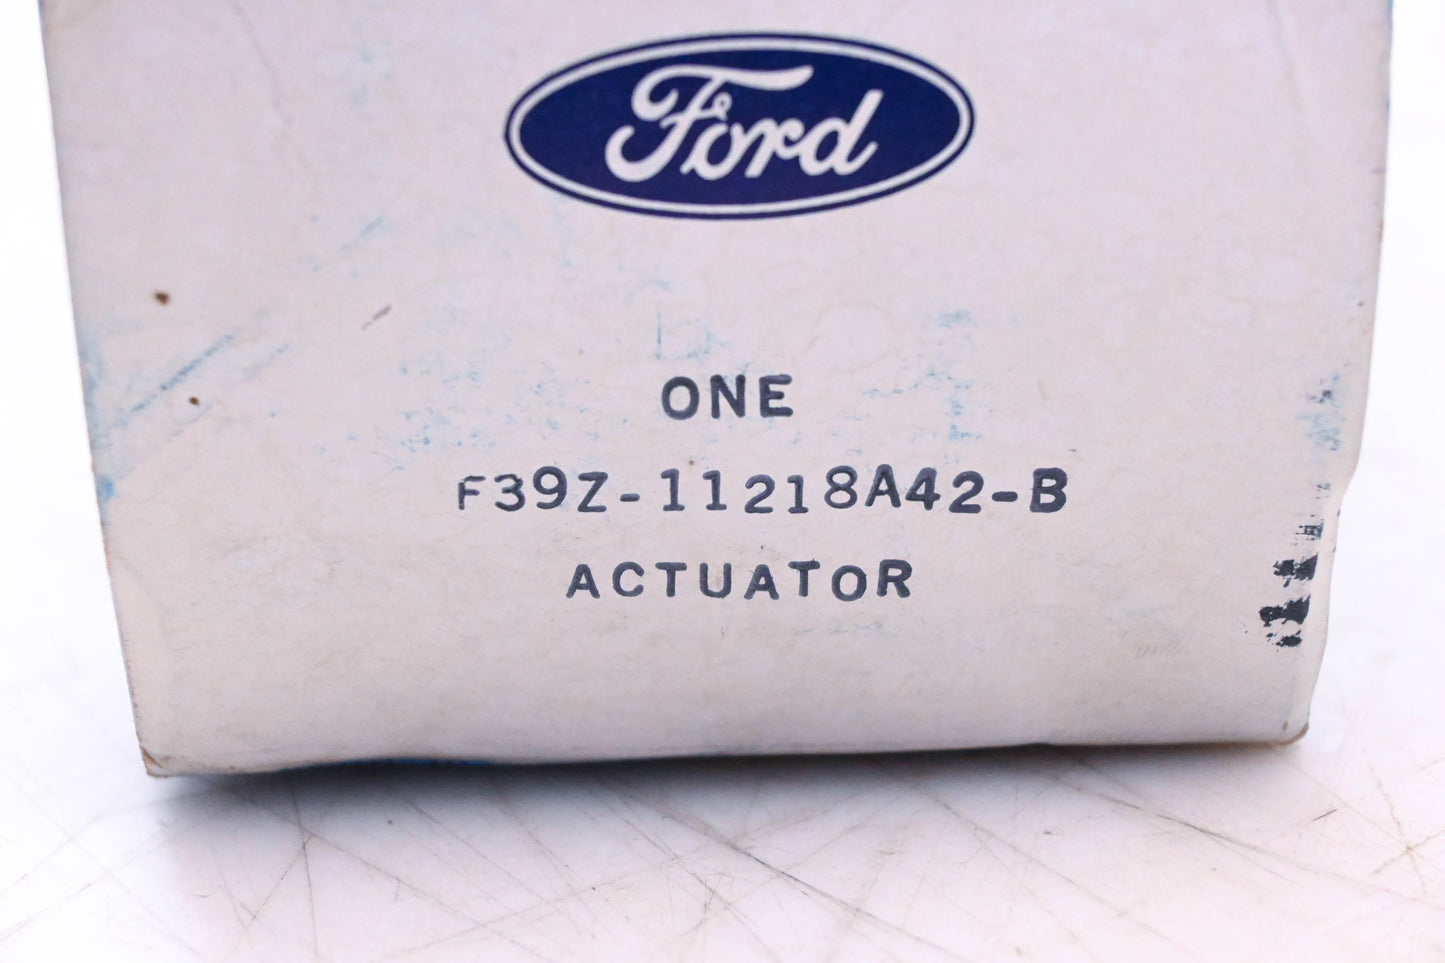 Ford
ONE
F39Z-11218A42-B
ACTUATOR